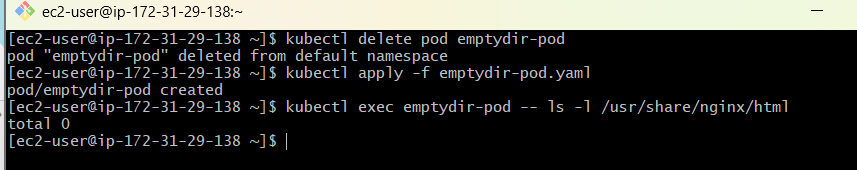 ec2-user@ip-172-31-29-138:~
[ec2-user@ip-172-31-29-138 ~]$ kubectl delete pod emptydir-pod
pod "emptydir-pod" deleted from default namespace
[ec2-user@ip-172-31-29-138 ~]$ kubectl apply -f emptydir-pod.yaml
pod/emptydir-pod created
[ec2-user@ip-172-31-29-138 ~]$ kubectl exec emptydir-pod -- ls -l /usr/share/nginx/html
total 0
[ec2-user@ip-172-31-29-138 ~]$